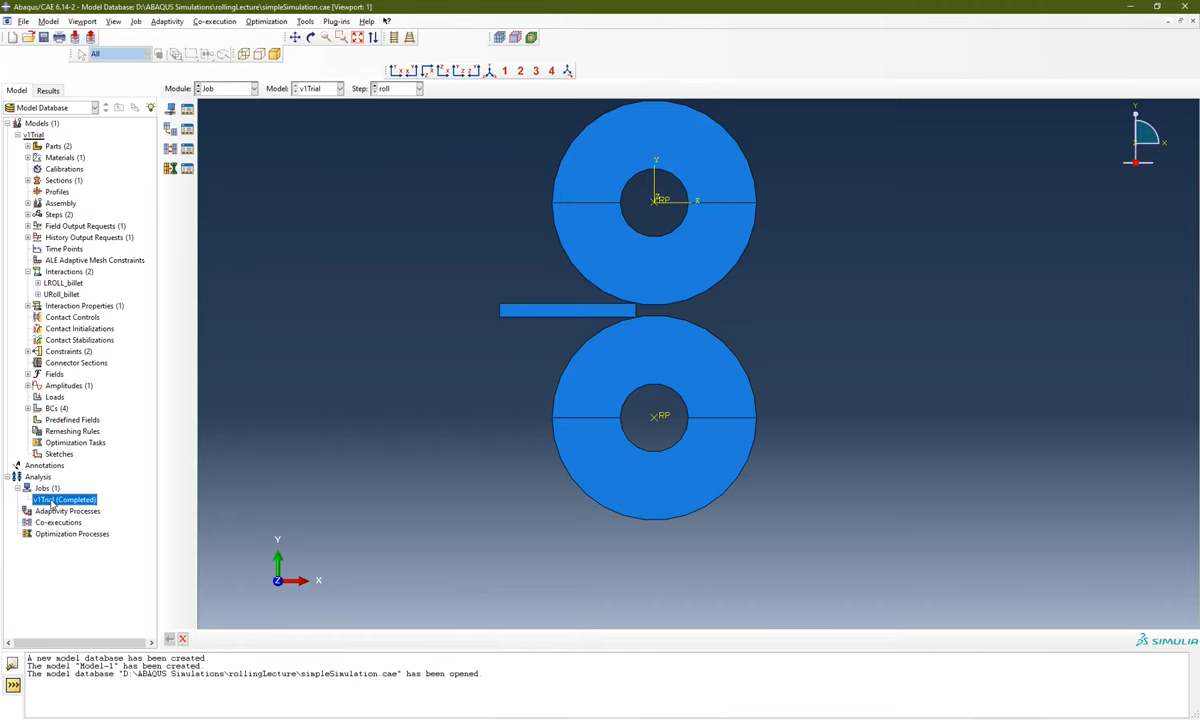 Abaqus/CAE 6.14-2 - Model Database: D:\ABAQUS Simulations\rollingLecture\simpleSimulation.cae [Viewport: 1]
File Model Viewport View Job Adaptivity Co-execution Optimization Tools Plug-ins Help
All
1 2 3 4
Model Results Module: Job Model: v1Trial Step: roll
Model Database
Models (1)
v1Trial
Parts (2)
Materials (1)
Calibrations
Sections (1)
Profiles
Assembly
Steps (2)
Field Output Requests (1)
History Output Requests (1)
Time Points
ALE Adaptive Mesh Constraints
Interactions (2)
LROLL_billet
URoll_billet
Interaction Properties (1)
Contact Controls
Contact Initializations
Contact Stabilizations
Constraints (2)
Connector Sections
Fields
Amplitudes (1)
Loads
BCs (4)
Predefined Fields
Remeshing Rules
Optimization Tasks
Sketches
Annotations
Analysis
Jobs (1)
v1Trial (Completed)
Adaptivity Processes
Co-executions
Optimization Processes
Y
X
Y
RP
X
RP
Y
Z X
SIMULIA
A new model database has been created.
The model "Model-1" has been created.
The model database "D:\ABAQUS Simulations\rollingLecture\simpleSimulation.cae" has been opened.